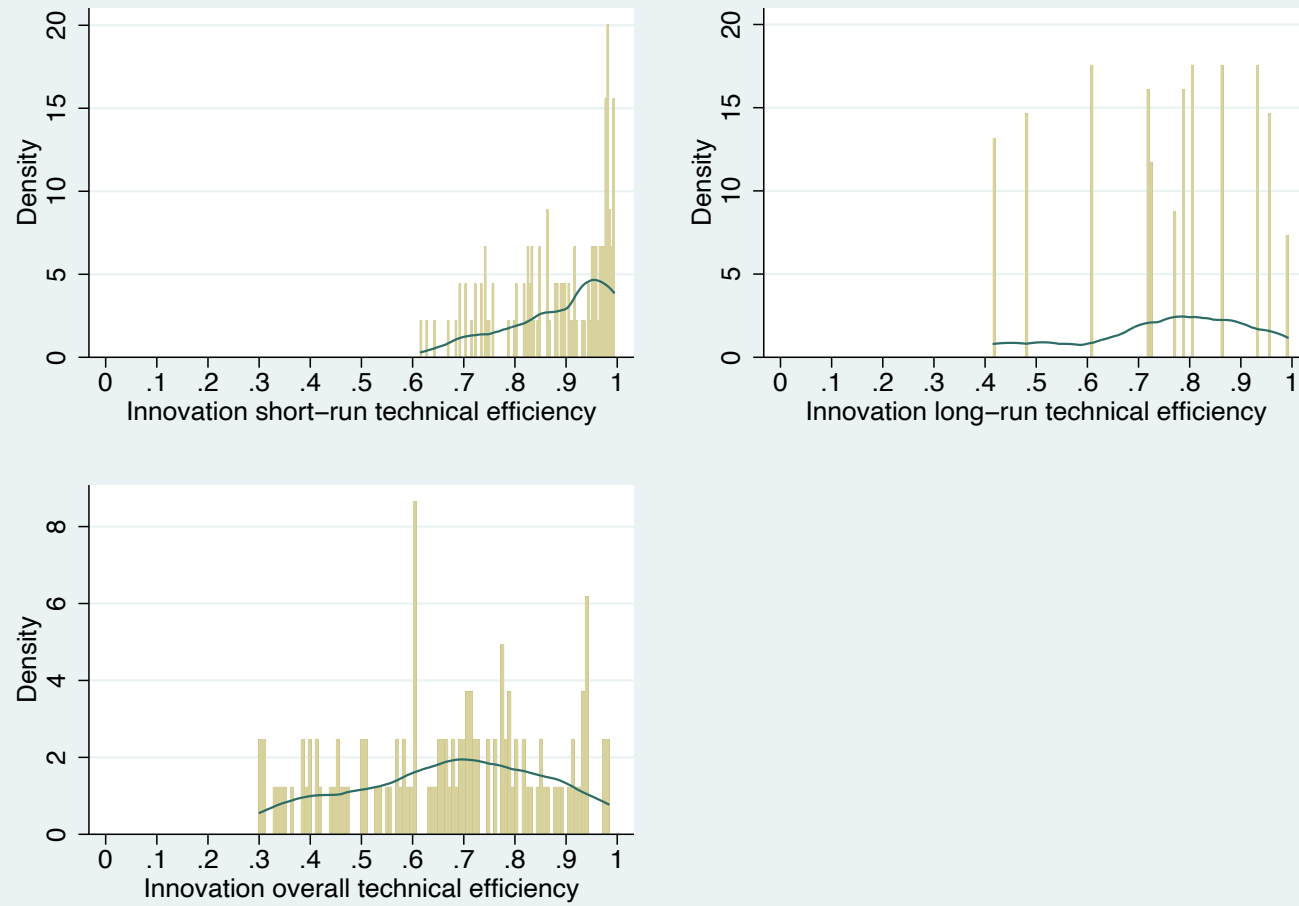 20
15
10
5
0
Density
0 .1 .2 .3 .4 .5 .6 .7 .8 .9 1
Innovation short−run technical efficiency
20
15
10
5
0
Density
0 .1 .2 .3 .4 .5 .6 .7 .8 .9 1
Innovation long−run technical efficiency
8
6
4
2
0
Density
0 .1 .2 .3 .4 .5 .6 .7 .8 .9 1
Innovation overall technical efficiency